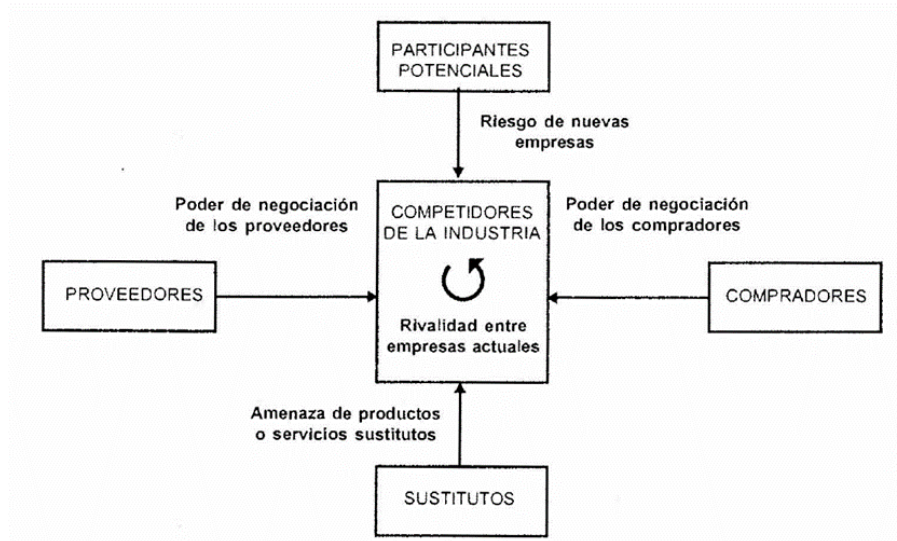 PARTICIPANTES
POTENCIALES
Riesgo de nuevas
empresas
Poder de negociación
de los proveedores
COMPETIDORES
DE LA INDUSTRIA
Poder de negociación
de los compradores
PROVEEDORES
Rivalidad entre
empresas actuales
COMPRADORES
Amenaza de productos
o servicios sustitutos
SUSTITUTOS